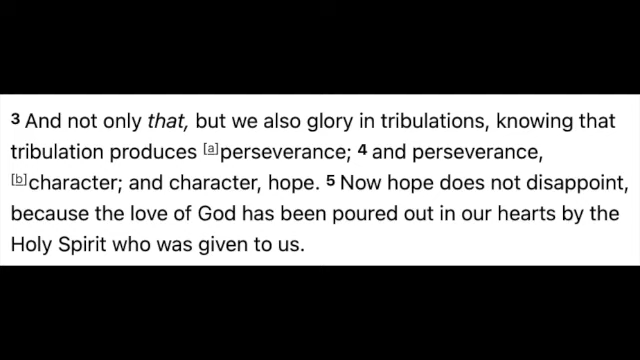 3 And not only that, but we also glory in tribulations, knowing that
tribulation produces [a]perseverance; 4 and perseverance,
[b]character; and character, hope. 5 Now hope does not disappoint,
because the love of God has been poured out in our hearts by the
Holy Spirit who was given to us.